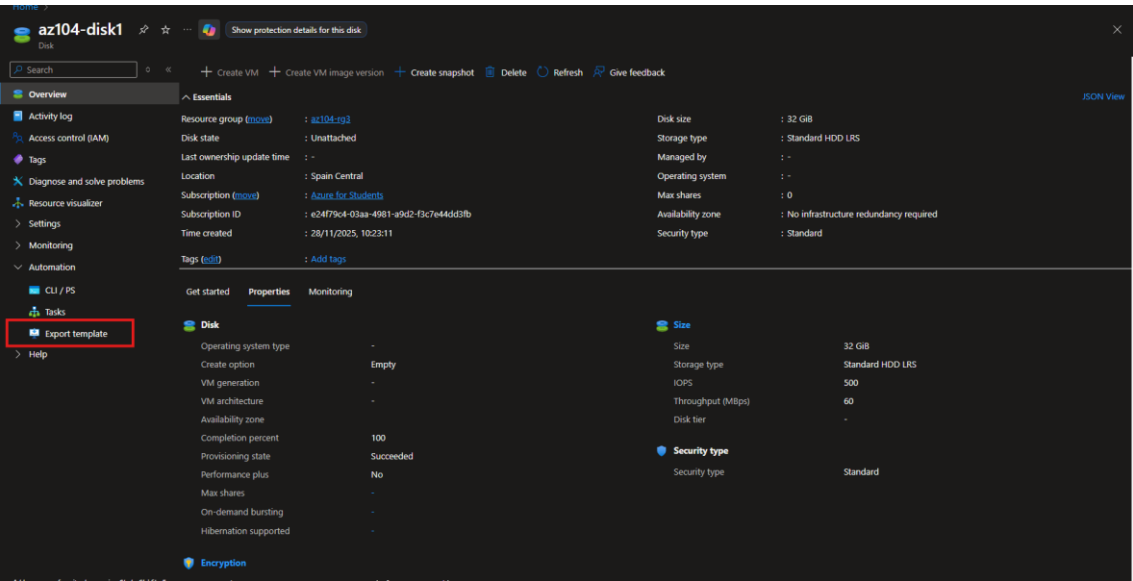 Home >
az104-disk1
Disk
Show protection details for this disk
Search
Create VM Create VM image version Create snapshot Delete Refresh Give feedback
Overview
Activity log
Access control (IAM)
Tags
Diagnose and solve problems
Resource visualizer
Settings
Monitoring
Automation
CLI / PS
Tasks
Export template
Help
Essentials
JSON View
Resource group (move) : az104-rg3
Disk state : Unattached
Last ownership update time : -
Location : Spain Central
Subscription (move) : Azure for Students
Subscription ID : e24f79c4-03aa-4981-a9d2-f3c7e44dd3fb
Time created : 28/11/2025, 10:23:11
Disk size : 32 GiB
Storage type : Standard HDD LRS
Managed by : -
Operating system : -
Max shares : 0
Availability zone : No infrastructure redundancy required
Security type : Standard
Tags (edit) : Add tags
Get started Properties Monitoring
Disk
Operating system type -
Create option Empty
VM generation -
VM architecture -
Availability zone
Completion percent 100
Provisioning state Succeeded
Performance plus No
Max shares -
On-demand bursting -
Hibernation supported -
Encryption
Size
Size 32 GiB
Storage type Standard HDD LRS
IOPS 500
Throughput (MBps) 60
Disk tier -
Security type
Security type Standard